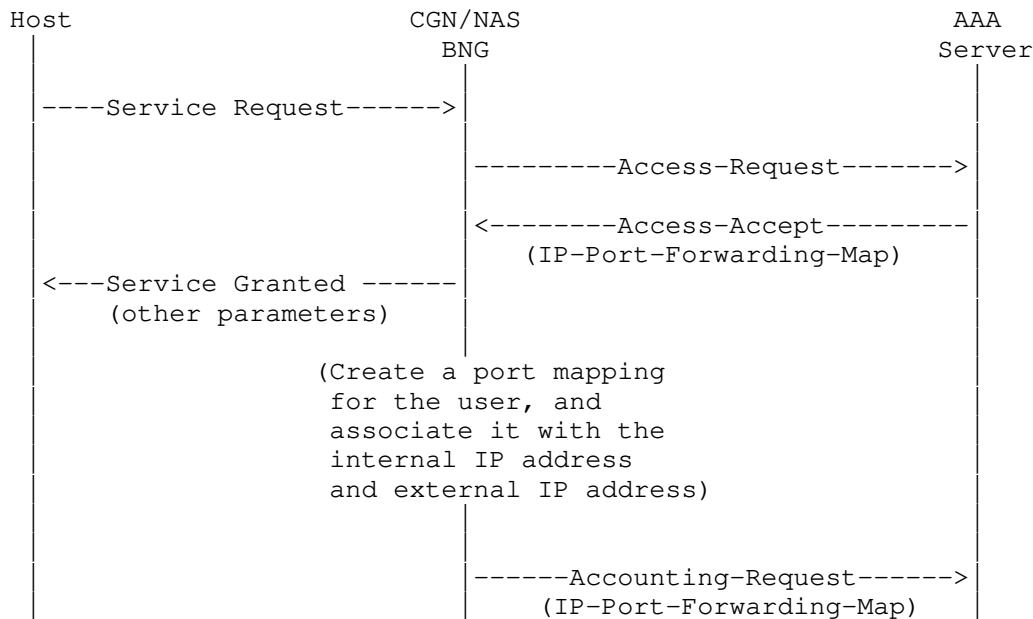 Host CGN/NAS AAA
BNG Server
----Service Request------>
---------Access-Request------->
<--------Access-Accept---------
(IP-Port-Forwarding-Map)
<---Service Granted ------
(other parameters)
(Create a port mapping
for the user, and
associate it with the
internal IP address
and external IP address)
------Accounting-Request------>
(IP-Port-Forwarding-Map)